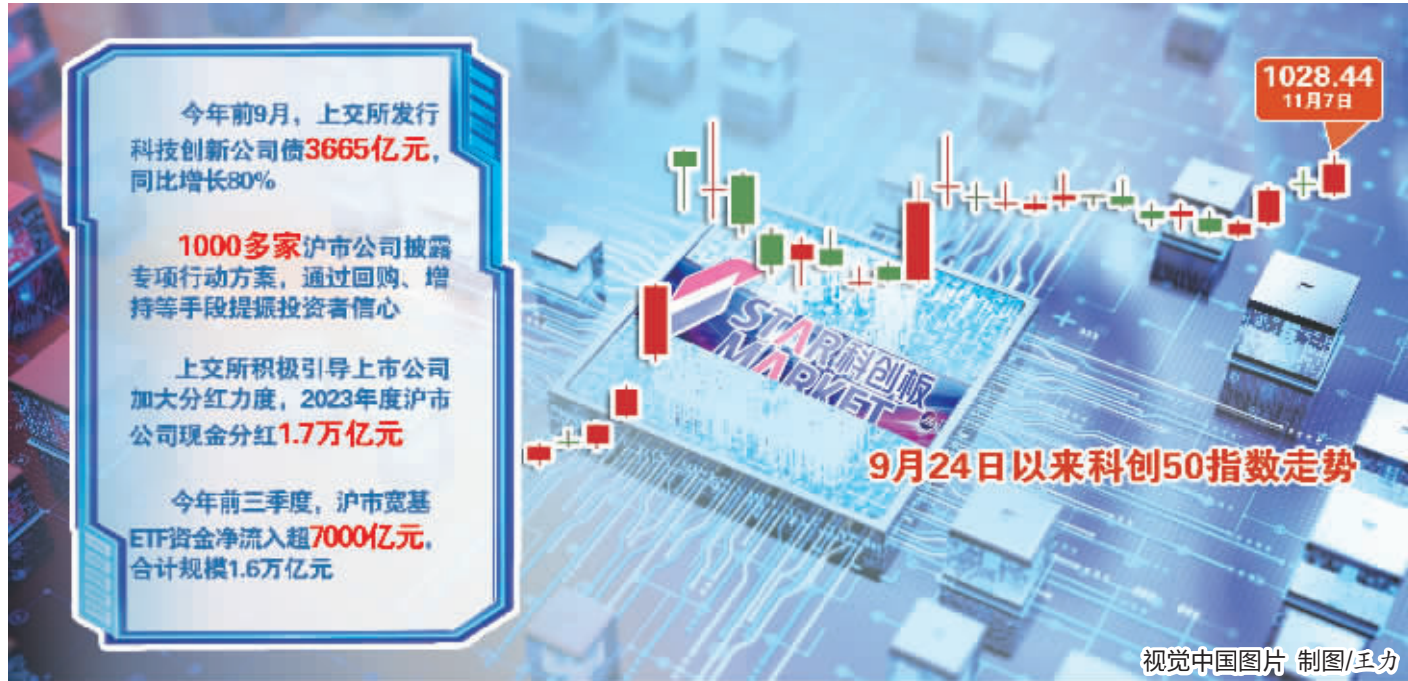 今年前9月，上交所发行
科技创新公司债3665亿元，
同比增长80%
1000多家沪市公司披露
专项行动方案，通过回购、增
持等手段提振投资者信心
上交所积极引导上市公司
加大分红力度，2023年度沪市
公司现金分红1.7万亿元
今年前三季度，沪市宽基
ETF资金净流入超7000亿元，
合计规模1.6万亿元
1028.44
11月7日
STAR科创板
MARKET
9月24日以来科创50指数走势
视觉中国图片 制图/王力